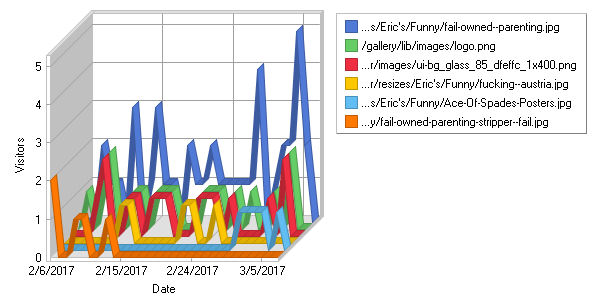 ...s/Eric's/Funny/fail-owned--parenting.jpg
/gallery/lib/images/logo.png
...r/images/ui-bg_glass_85_dfeffc_1x400.png
...r/resizes/Eric's/Funny/fucking--austria.jpg
...s/Eric's/Funny/Ace-Of-Spades-Posters.jpg
...y/fail-owned-parenting-stripper--fail.jpg
Visitors
5
4
3
2
1
0
2/6/2017 2/15/2017 2/24/2017 3/5/2017
Date